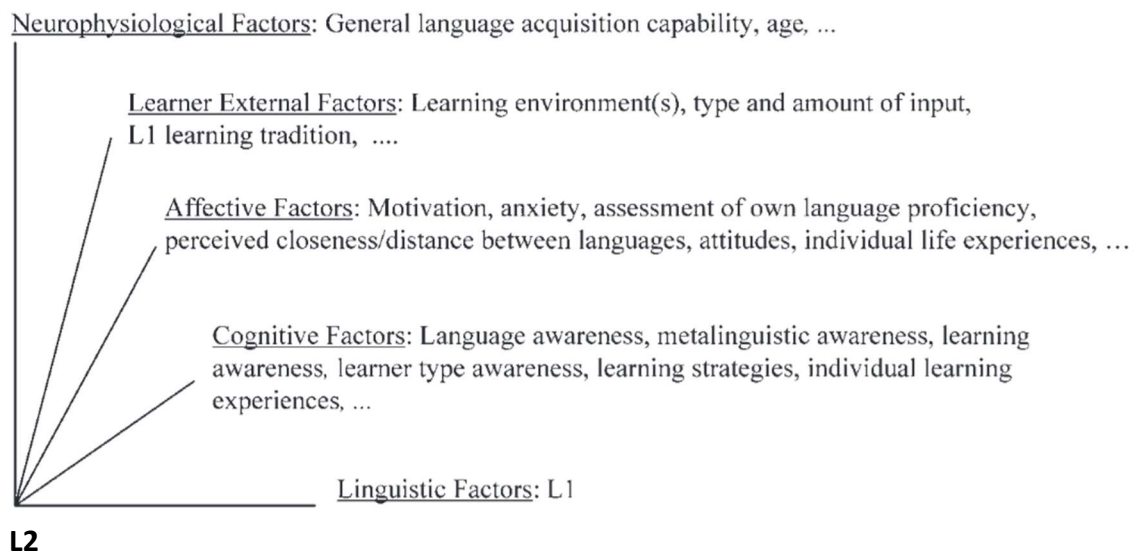 Neurophysiological Factors: General language acquisition capability, age, ...
Learner External Factors: Learning environment(s), type and amount of input,
L1 learning tradition, ....
Affective Factors: Motivation, anxiety, assessment of own language proficiency,
perceived closeness/distance between languages, attitudes, individual life experiences, ...
Cognitive Factors: Language awareness, metalinguistic awareness, learning
awareness, learner type awareness, learning strategies, individual learning
experiences, ...
Linguistic Factors: L1
L2